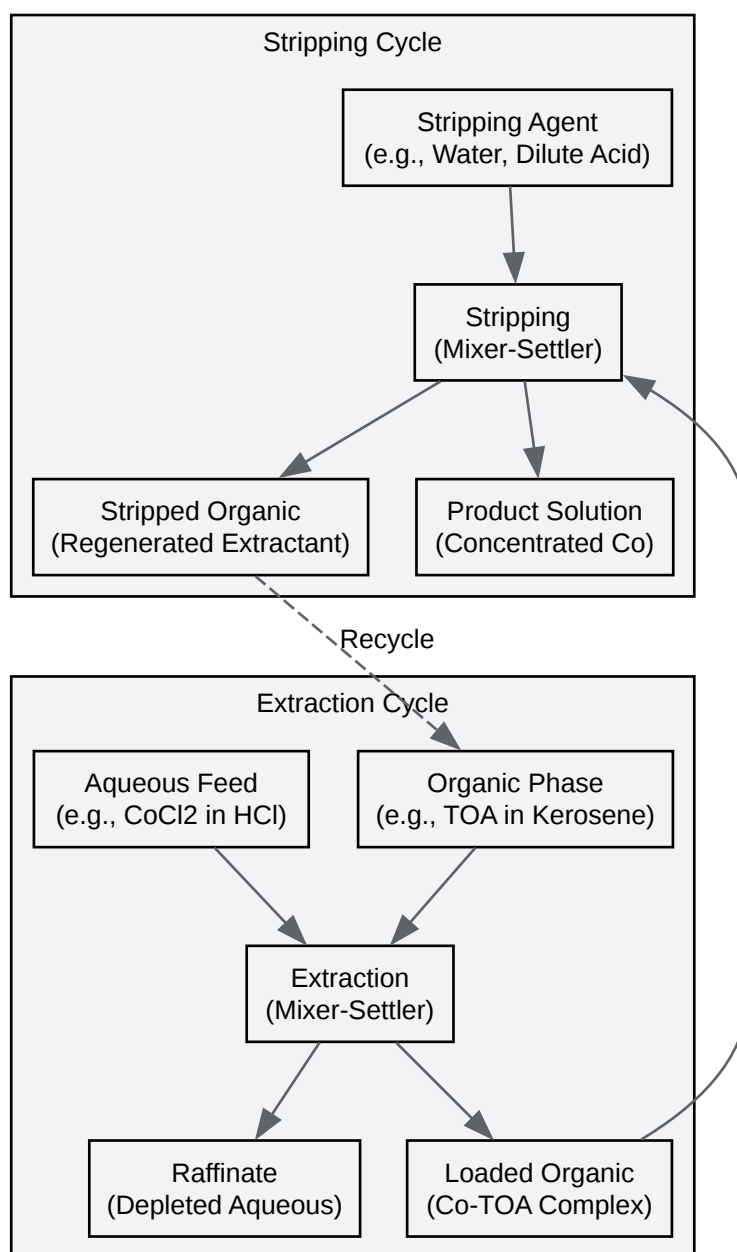 Stripping Cycle
Stripping Agent
(e.g., Water, Dilute Acid)
Stripping
(Mixer-Settler)
Stripped Organic
(Regenerated Extractant)
Product Solution
(Concentrated Co)
Recycle
Extraction Cycle
Aqueous Feed
(e.g., CoCl2 in HCl)
Organic Phase
(e.g., TOA in Kerosene)
Extraction
(Mixer-Settler)
Raffinate
(Depleted Aqueous)
Loaded Organic
(Co-TOA Complex)